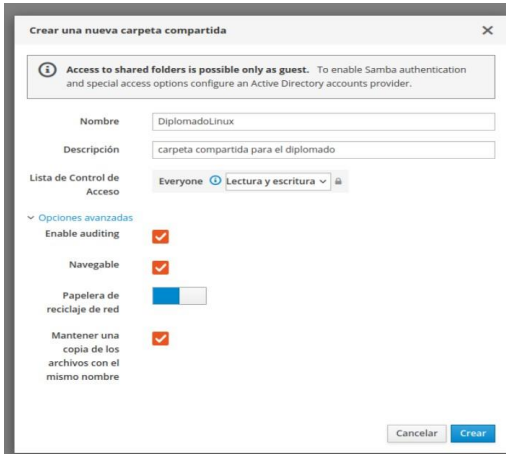 Crear una nueva carpeta compartida
Access to shared folders is possible only as guest. To enable Samba authentication
and special access options configure an Active Directory accounts provider.
Nombre DiplomadoLinux
Descripción carpeta compartida para el diplomado
Lista de Control de
Acceso
Everyone Lectura y escritura
Opciones avanzadas
Enable auditing
Navegable
Papelera de
reciclaje de red
Mantener una
copia de los
archivos con el
mismo nombre
Cancelar Crear